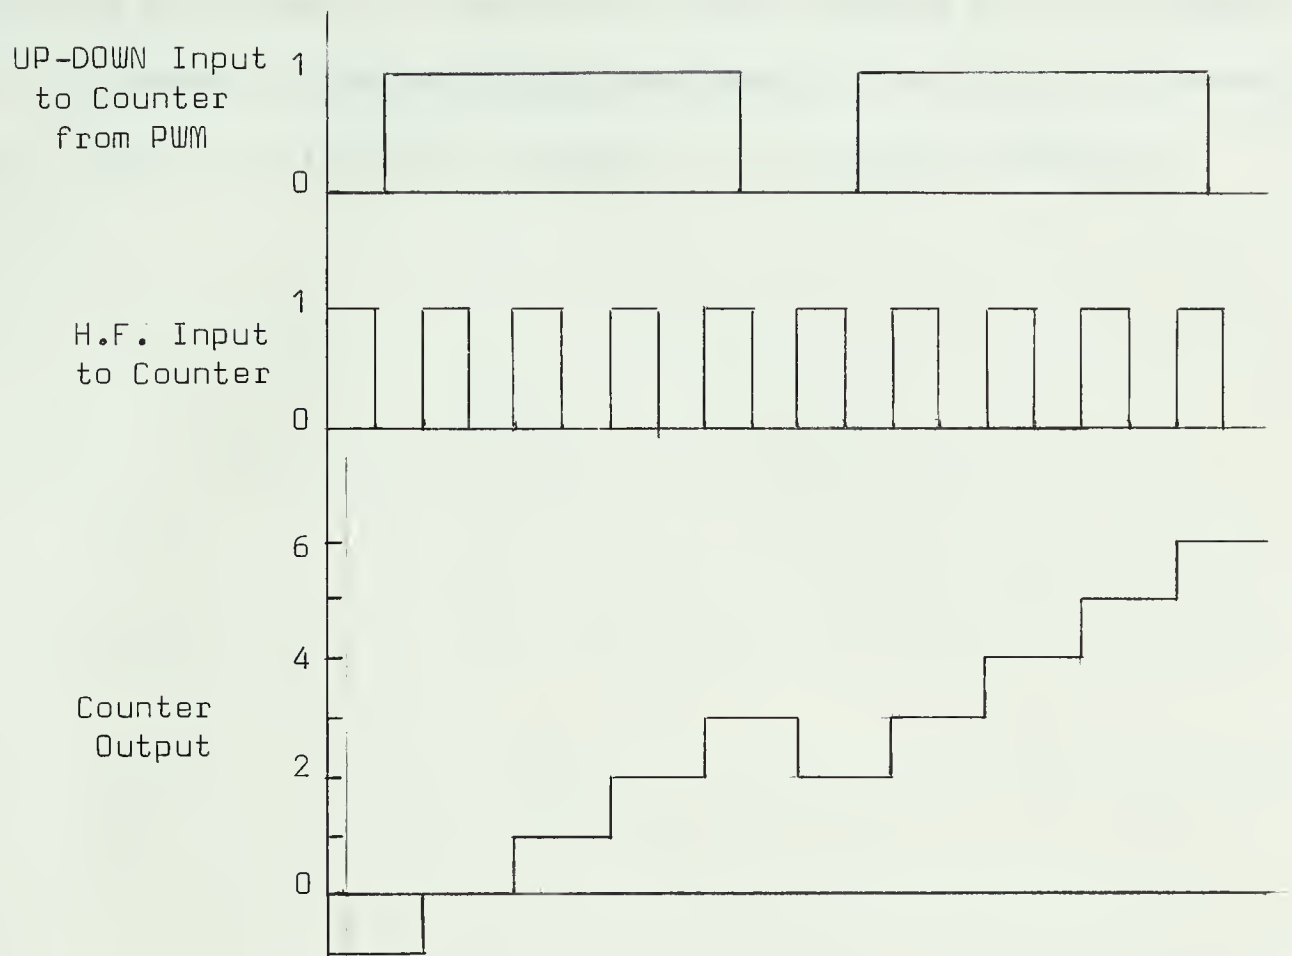 UP-DOWN Input
to Counter
from PWM
1
0
H.F. Input
to Counter
1
0
Counter
Output
6
4
2
0